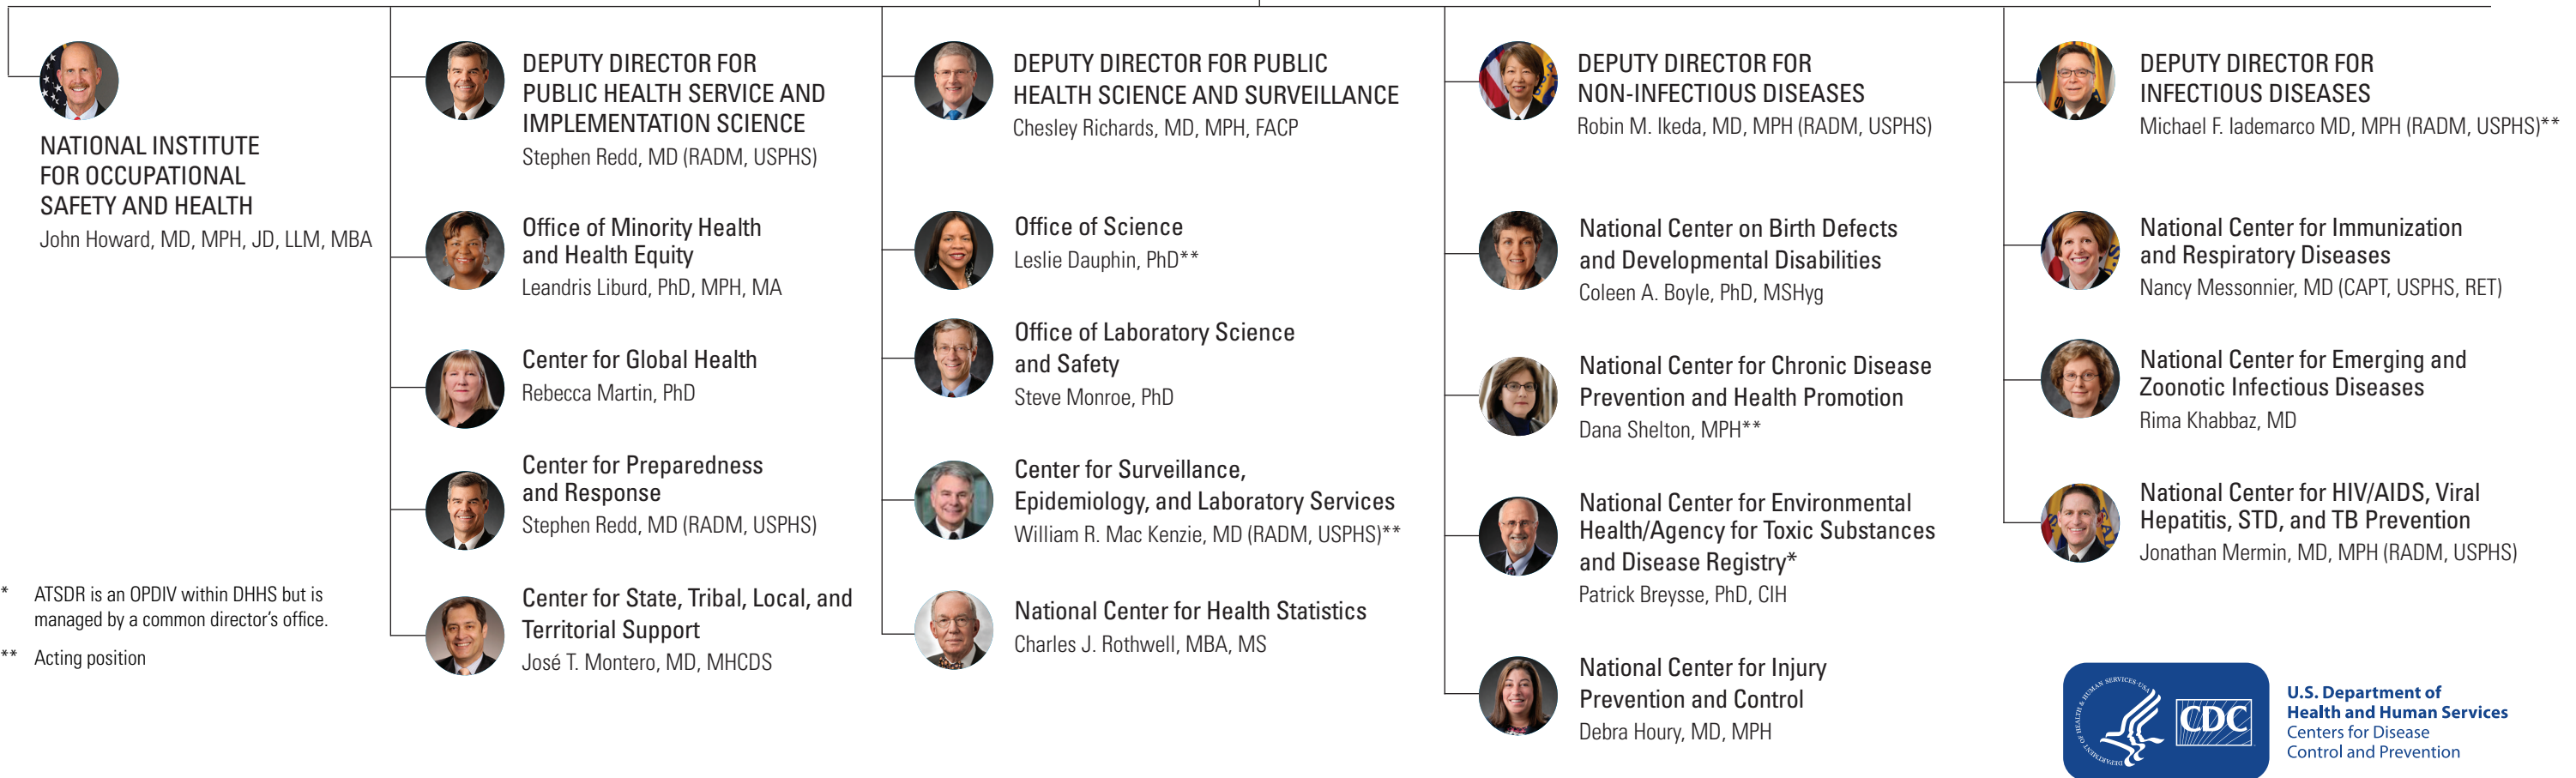 NATIONAL INSTITUTE
FOR OCCUPATIONAL
SAFETY AND HEALTH
John Howard, MD, MPH, JD, LLM, MBA
* ATSDR is an OPDIV within DHHS but is
managed by a common director's office.
** Acting position
DEPUTY DIRECTOR FOR
PUBLIC HEALTH SERVICE AND
IMPLEMENTATION SCIENCE
Stephen Redd, MD (RADM, USPHS)
Office of Minority Health
and Health Equity
Leandris Liburd, PhD, MPH, MA
Center for Global Health
Rebecca Martin, PhD
Center for Preparedness
and Response
Stephen Redd, MD (RADM, USPHS)
Center for State, Tribal, Local, and
Territorial Support
José T. Montero, MD, MHCDS
DEPUTY DIRECTOR FOR PUBLIC
HEALTH SCIENCE AND SURVEILLANCE
Chesley Richards, MD, MPH, FACP
Office of Science
Leslie Dauphin, PhD**
Office of Laboratory Science
and Safety
Steve Monroe, PhD
Center for Surveillance,
Epidemiology, and Laboratory Services
William R. Mac Kenzie, MD (RADM, USPHS)**
National Center for Health Statistics
Charles J. Rothwell, MBA, MS
DEPUTY DIRECTOR FOR
NON-INFECTIOUS DISEASES
Robin M. Ikeda, MD, MPH (RADM, USPHS)
National Center on Birth Defects
and Developmental Disabilities
Coleen A. Boyle, PhD, MSHyg
National Center for Chronic Disease
Prevention and Health Promotion
Dana Shelton, MPH**
National Center for Environmental
Health/Agency for Toxic Substances
and Disease Registry*
Patrick Breysse, PhD, CIH
National Center for Injury
Prevention and Control
Debra Houry, MD, MPH
DEPUTY DIRECTOR FOR
INFECTIOUS DISEASES
Michael F. Iademarco MD, MPH (RADM, USPHS)**
National Center for Immunization
and Respiratory Diseases
Nancy Messonnier, MD (CAPT, USPHS, RET)
National Center for Emerging and
Zoonotic Infectious Diseases
Rima Khabbaz, MD
National Center for HIV/AIDS, Viral
Hepatitis, STD, and TB Prevention
Jonathan Mermin, MD, MPH (RADM, USPHS)
DEPARTMENT OF HEALTH & HUMAN SERVICES·USA
CDC
U.S. Department of
Health and Human Services
Centers for Disease
Control and Prevention